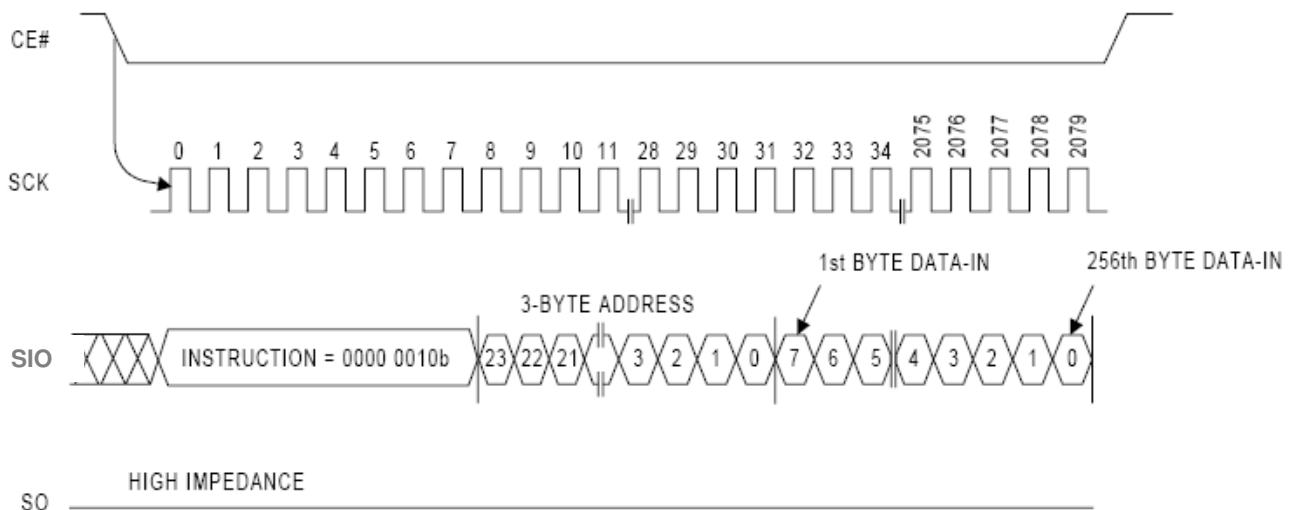 CE#
0 1 2 3 4 5 6 7 8 9 10 11 28 29 30 31 32 33 34 2075 2076 2077 2078 2079
SCK
1st BYTE DATA-IN 256th BYTE DATA-IN
3-BYTE ADDRESS
SIO INSTRUCTION = 0000 0010b 23 22 21 3 2 1 0 7 6 5 4 3 2 1 0
HIGH IMPEDANCE
SO